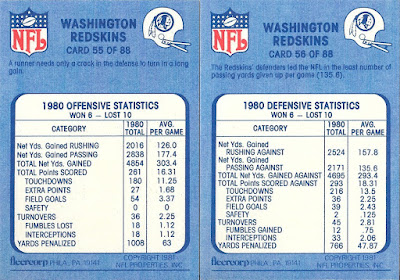 NFL
WASHINGTON
REDSKINS
CARD 55 OF 88
A runner needs only a crack in the defense to turn in a long
gain.
1980 OFFENSIVE STATISTICS
WON 6 – LOST 10
CATEGORY 1980 TOTAL AVG. PER GAME
Net Yds. Gained RUSHING 2016 126.0
Net Yds. Gained PASSING 2838 177.4
TOTAL NET GAINED 4854 303.4
Total Points SCORED 261 16.31
TOUCHDOWNS 180 11.25
EXTRA POINTS 27 1.68
FIELD GOALS 54 3.37
SAFETY 0 0
TURNOVERS 36 2.25
FUMBLES LOST 18 1.12
INTERCEPTIONS 18 1.12
YARDS PENALIZED 1008 63
fleercorp PHILA., PA. 19141
COPYRIGHT 1981
NFL PROPERTIES, INC.
NFL
WASHINGTON
REDSKINS
CARD 56 OF 88
The Redskins' defenders led the NFL in the least number of
passing yards given up per game (135.6).
1980 DEFENSIVE STATISTICS
WON 6 – LOST 10
CATEGORY 1980 TOTAL AVG. PER GAME
Net Yds. Gained
RUSHING AGAINST 2524 157.8
Net Yds. Gained
PASSING AGAINST 2171 135.6
Total Yds. GAINED AGAINST 4695 293.4
Total Points SCORED AGAINST 293 18.31
TOUCHDOWNS 216 13.5
EXTRA POINTS 36 2.25
FIELD GOALS 39 2.43
SAFETY 2 .125
TURNOVERS 45 2.81
FUMBLES GAINED 12 .75
INTERCEPTIONS 33 2.06
YARDS PENALIZED 766 47.87
fleercorp PHILA., PA. 19141
COPYRIGHT 1981
NFL PROPERTIES, INC.